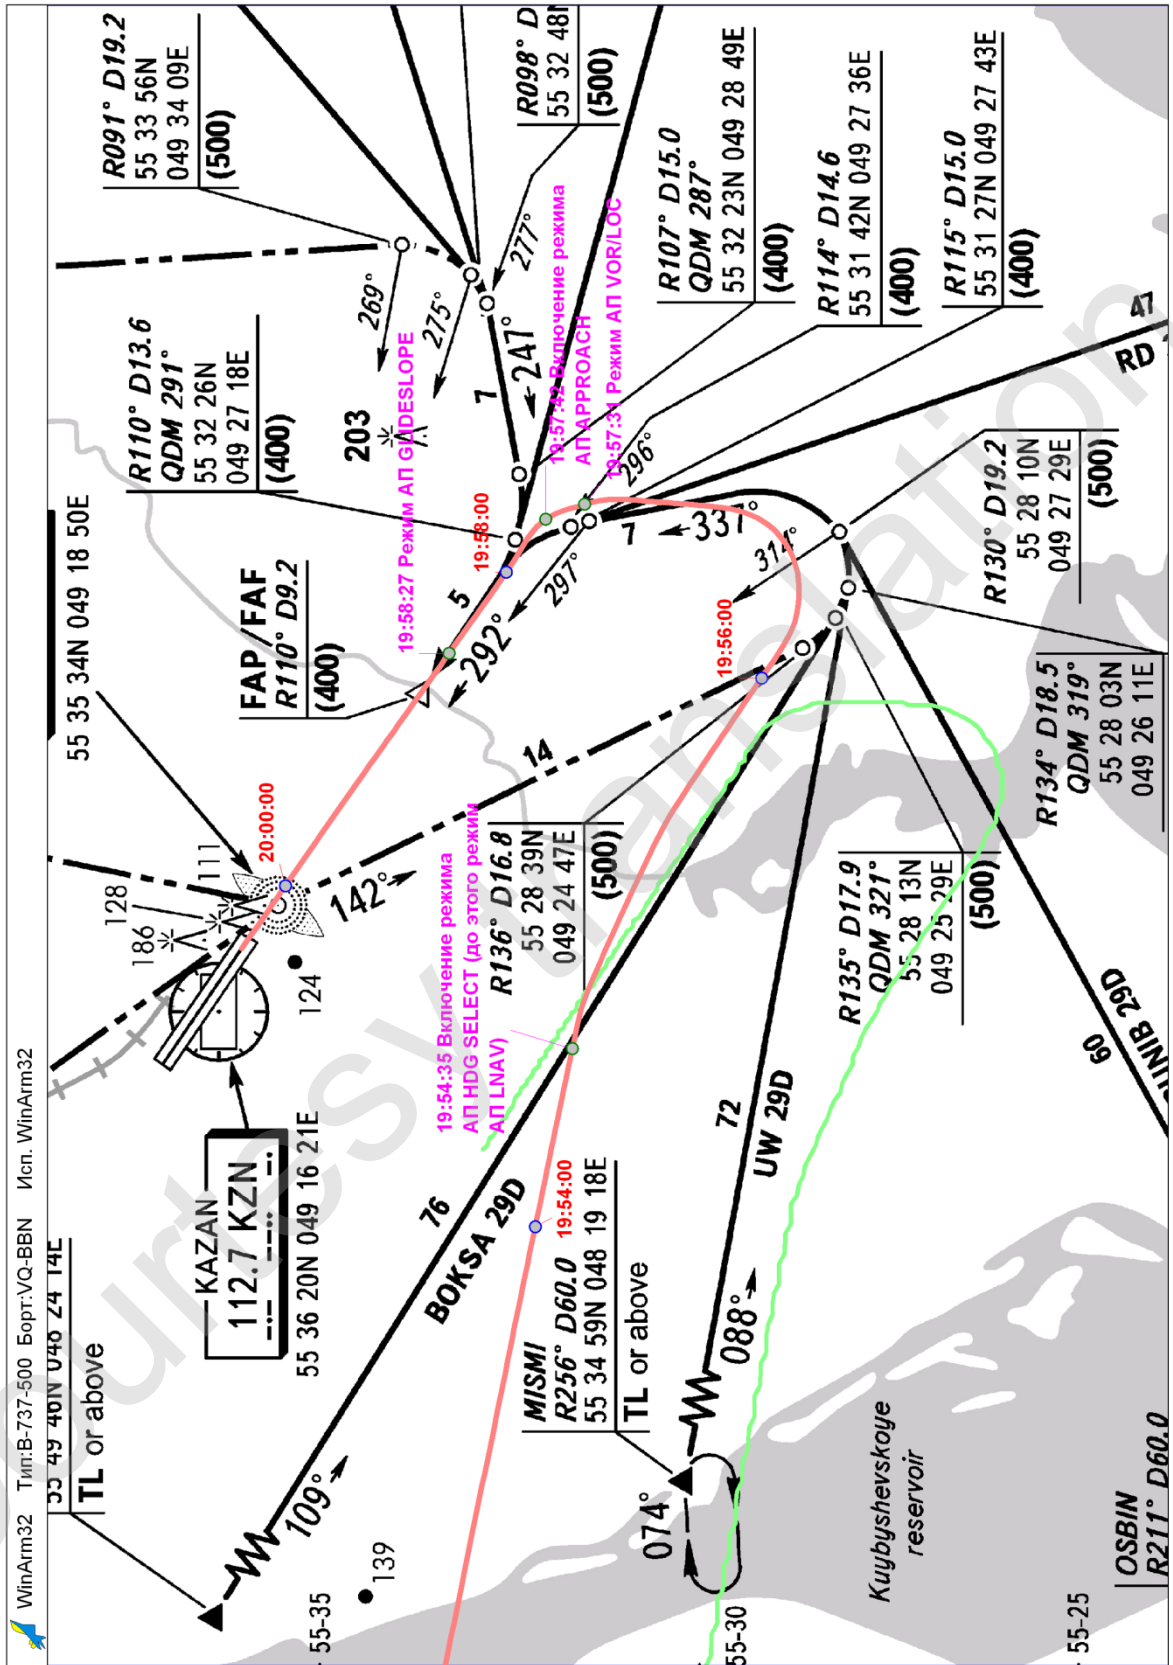 WinArm32 Тип:B-737-500 Борт:VQ-BBN Исп. WinArm32
R091° D19.2
55 33 56N
049 34 09E
(500)
R098° D
55 32 48N
(500)
R107° D15.0
QDM 287°
55 32 23N 049 28 49E
(400)
R114° D14.6
55 31 42N 049 27 36E
(400)
R115° D15.0
55 31 27N 049 27 43E
(400)
R110° D13.6
QDM 291°
55 32 26N
049 27 18E
(400)
203
269°
275°
277°
7
247°
19:57:42 Включение режима
АП APPROACH
19:57:31 Режим АП VOR/LOC
296°
297°
47
RD
7
337°
314°
R130° D19.2
55 28 10N
049 27 29E
(500)
55 35 34N 049 18 50E
FAP FAF
R110° D9.2
(400)
19:58:27 Режим АП GLIDESLOPE
19:58:00
5
292°
19:56:00
R134° D18.5
QDM 319°
55 28 03N
049 26 11E
111
128
186
124
20:00:00
142°
14
19:54:35 Включение режима
АП HDG SELECT (до этого режим
АП LNAV)
R136° D16.8
55 28 39N
049 24 47E
(500)
R135° D17.9
QDM 321°
55 28 13N
049 25 29E
(500)
60
UNIB 29D
KAZAN
112.7 KZN
55 36 20N 049 16 21E
76
BOKSA 29D
19:54:00
72
UW 29D
MISMI
R256° D60.0
55 34 59N 048 19 18E
TL or above
088°
074°
55 49 46N 048 24 14E
TL or above
109°
139
Kuybyshevskoye
reservoir
OSBIN
R211° D60.0
55-35
55-30
55-25
Courtesy translation